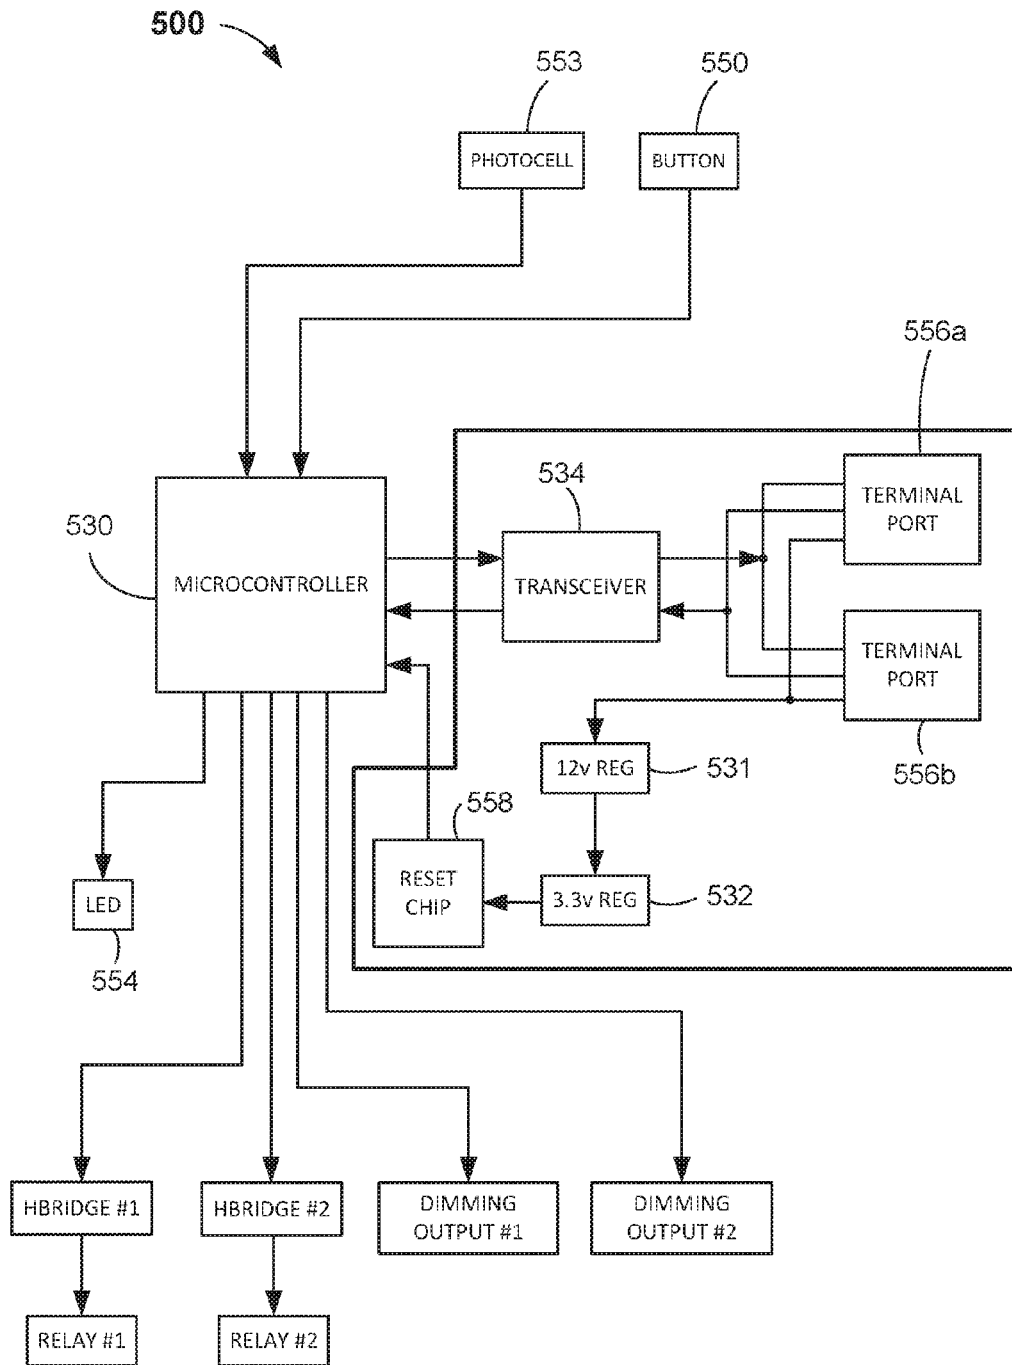 500
553
550
PHOTOCELL
BUTTON
556a
534
TERMINAL
PORT
530
MICROCONTROLLER
TRANSCEIVER
TERMINAL
PORT
12v REG
531
556b
558
RESET
CHIP
3.3v REG
532
LED
554
HBRIDGE #1
HBRIDGE #2
DIMMING
OUTPUT #1
DIMMING
OUTPUT #2
RELAY #1
RELAY #2